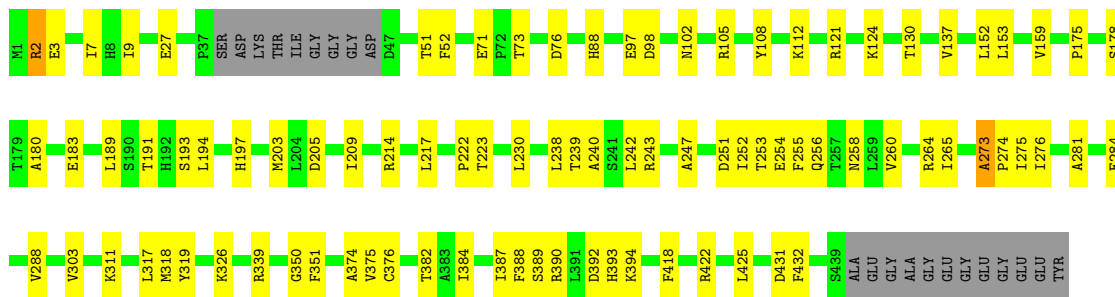 M1 R2 E3 I7 H8 I9 E27 P37 SER ASP LYS THR ILE GLY GLY GLY ASP D47 T51 F52 E71 P72 T73 D76 H88 E97 D98 N102 R105 Y108 K112 R121 K124 T130 V137 L152 L153 V159 P175 S178
T179 A180 E183 L189 S190 T191 H192 S193 L194 H197 M203 L204 D205 I209 R214 L217 P222 T223 L230 L238 T239 A240 S241 L242 R243 A247 D251 I252 T253 E254 F255 Q256 T257 N258 L259 V260 R264 I265 A273 P274 I275 I276 A281
V288 V303 K311 L317 M318 Y319 K326 R339 G350 F351 A374 V375 C376 T382 A383 I384 I387 F388 S389 R390 L391 D392 H393 K394 F418 R422 L425 D431 F432 S439 ALA GLU GLY ALA GLY GLU GLY GLU GLY GLU GLU TYR